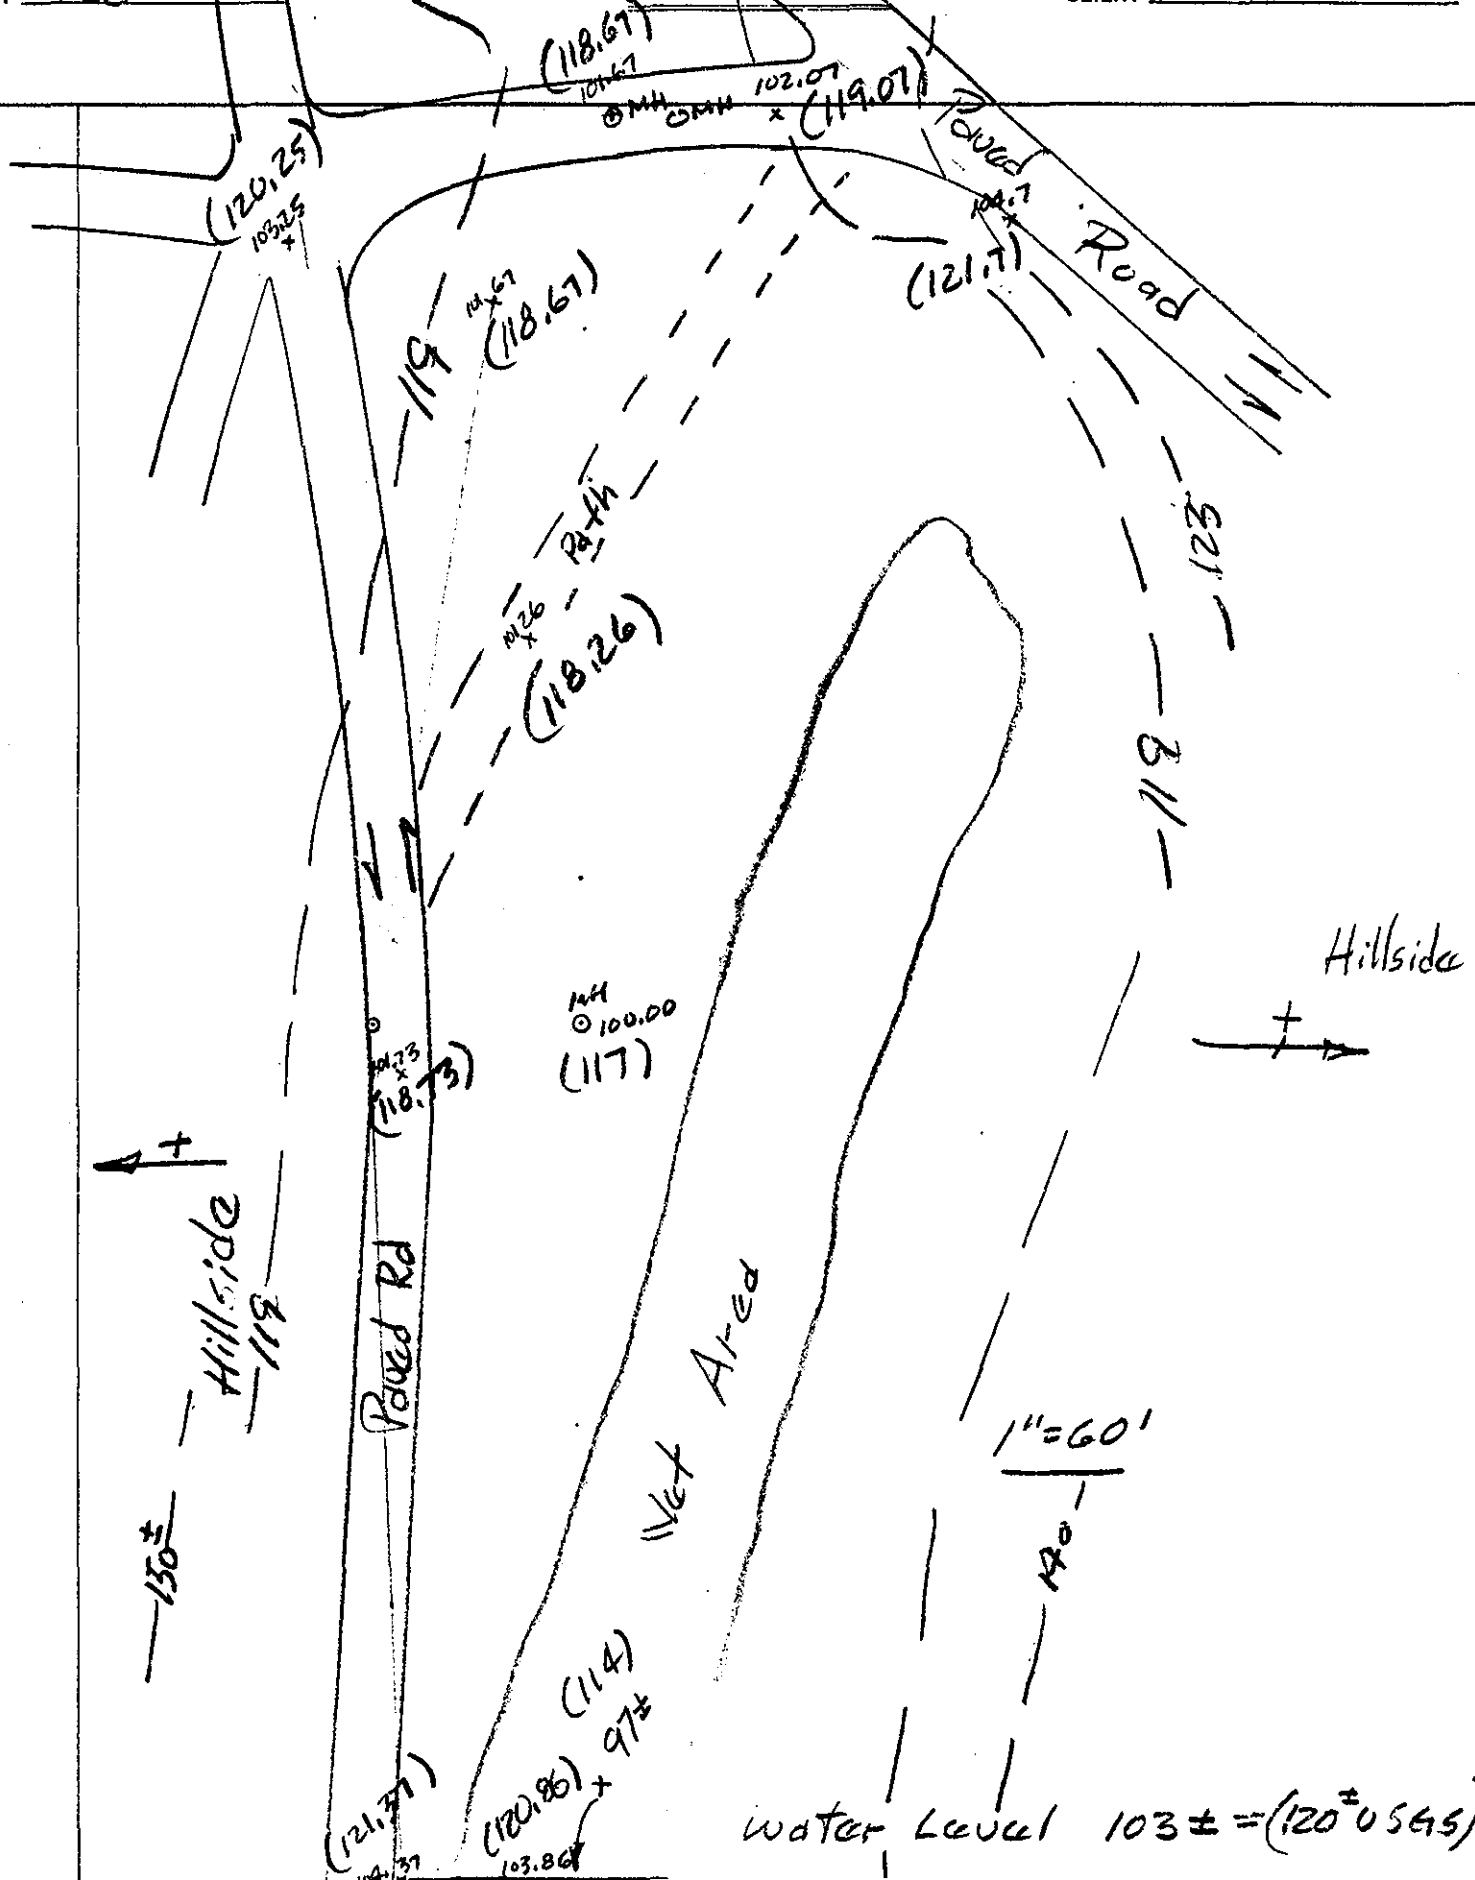 (118.67)
101.67
MH
MH
102.07
(119.07)
Paved
Road
(120.25)
103.25
104.7
(121.7)
101.67
(118.67)
119
Path
101.26
(118.26)
123
119
Hillside
+
MH
100.00
(117)
101.73
(118.73)
+
Hillside
119
Paved Rd
Wet Area
1"=60'
130±
(114)
97±
(121.37)
104.37
(120.86)
103.86
Water Level 103± =(120± USGS)